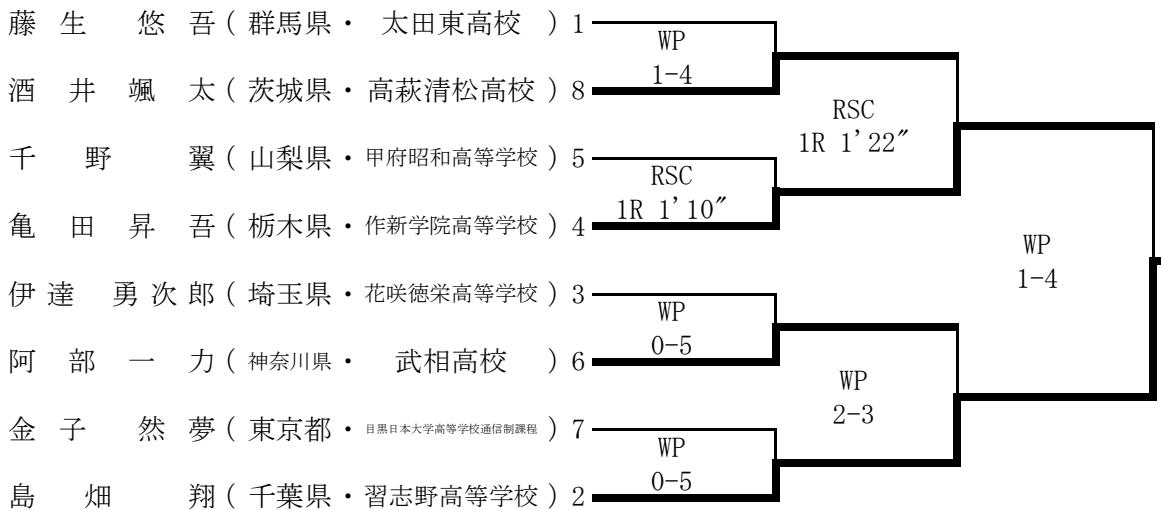 藤生 悠吾（群馬県・太田東高校）1
WP
1-4
酒井 颯太（茨城県・高萩清松高校）8
RSC
1R 1'22″
千野 翼（山梨県・甲府昭和高等学校）5
RSC
1R 1'10″
亀田 昇吾（栃木県・作新学院高等学校）4
WP
1-4
伊達 勇次郎（埼玉県・花咲徳栄高等学校）3
WP
0-5
阿部 一力（神奈川県・武相高校）6
WP
2-3
金子 然夢（東京都・目黒日本大学高等学校通信制課程）7
WP
0-5
島畑 翔（千葉県・習志野高等学校）2